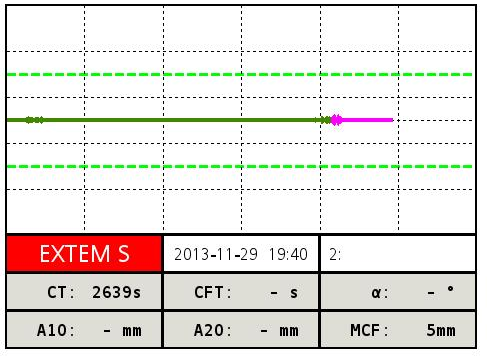 EXTEM S 2013-11-29 19:40 2:
CT: 2639s CFT: - s α: - °
A10: - mm A20: - mm MCF: 5mm